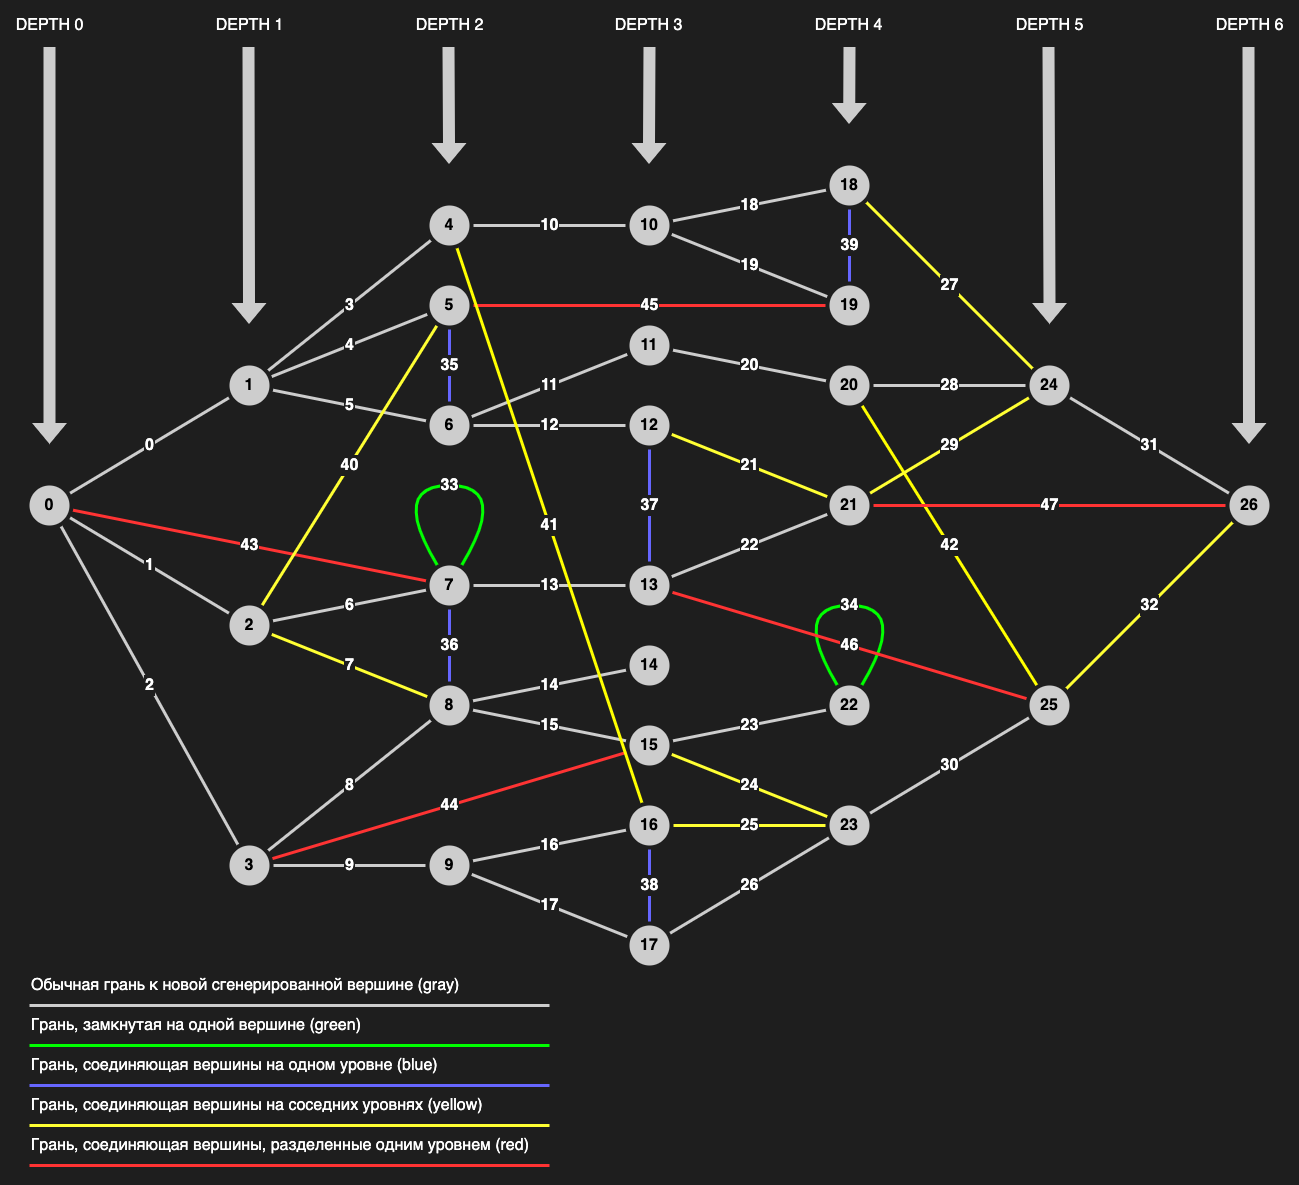 DEPTH 0 DEPTH 1 DEPTH 2 DEPTH 3 DEPTH 4 DEPTH 5 DEPTH 6
18
18
4 10 10
39
19
27
3 5 45 19
4 11
35 20
1 20 28 24
11
5
6 12 12
0 29 31
40 21
33
0 37 21 47 26
41
43 22 42
1
7 13 13
6 34 32
2
36 46
7 14
2 14
8 22 25
15 23
15
30
8 24
44
16 25 23
16
3 9 9
38 26
17
17
Обычная грань к новой сгенерированной вершине (gray)
Грань, замкнутая на одной вершине (green)
Грань, соединяющая вершины на одном уровне (blue)
Грань, соединяющая вершины на соседних уровнях (yellow)
Грань, соединяющая вершины, разделенные одним уровнем (red)